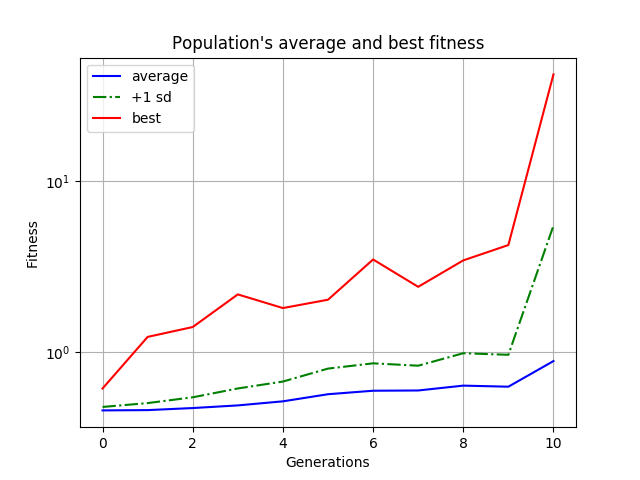 Population's average and best fitness
average
+1 sd
best
10¹
10⁰
Fitness
0 2 4 6 8 10
Generations